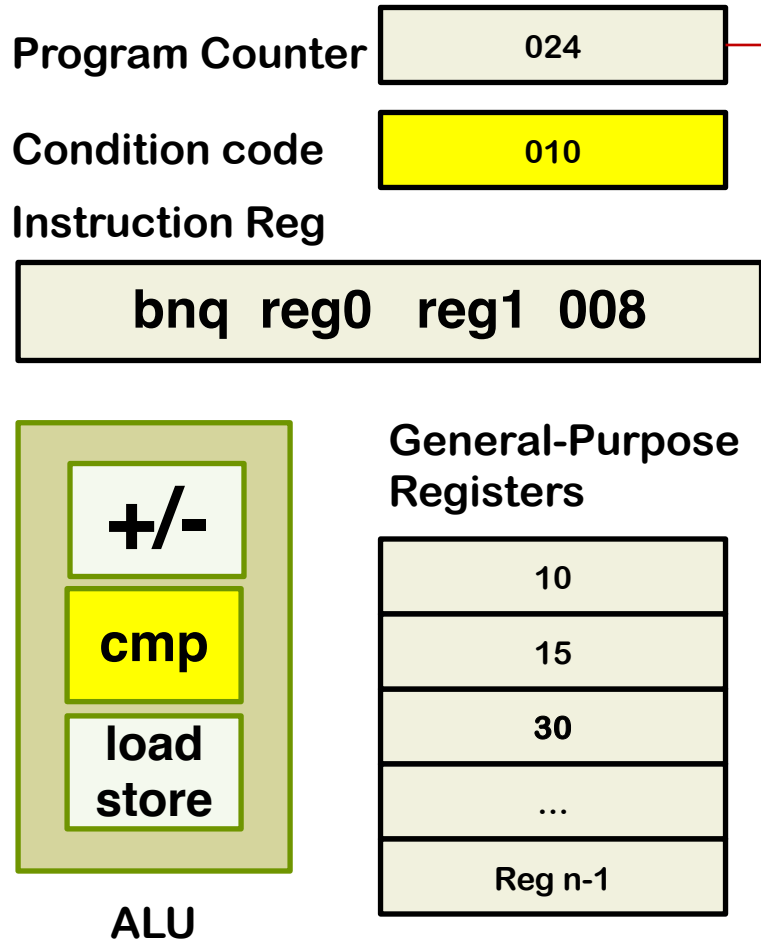 Program Counter 024
Condition code 010
Instruction Reg
bnq reg0 reg1 008
+/-
cmp
load
store
ALU
General-Purpose
Registers
10
15
30
...
Reg n-1